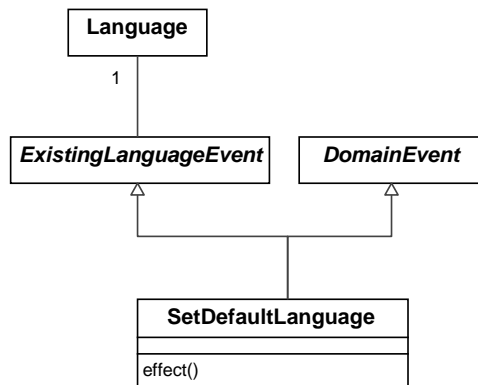 Language
1
ExistingLanguageEvent
DomainEvent
SetDefaultLanguage
effect()